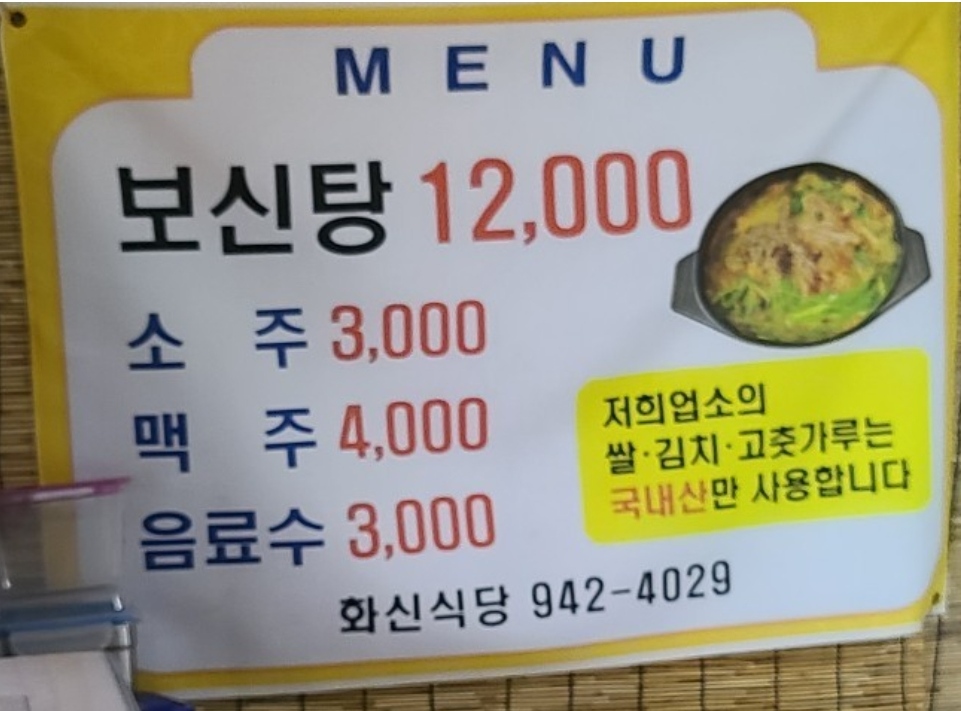 MENU
보신탕 12,000
소 주 3,000
맥 주 4,000
음료수 3,000
저희업소의
쌀·김치·고춧가루는
국내산만 사용합니다
화신식당 942-4029